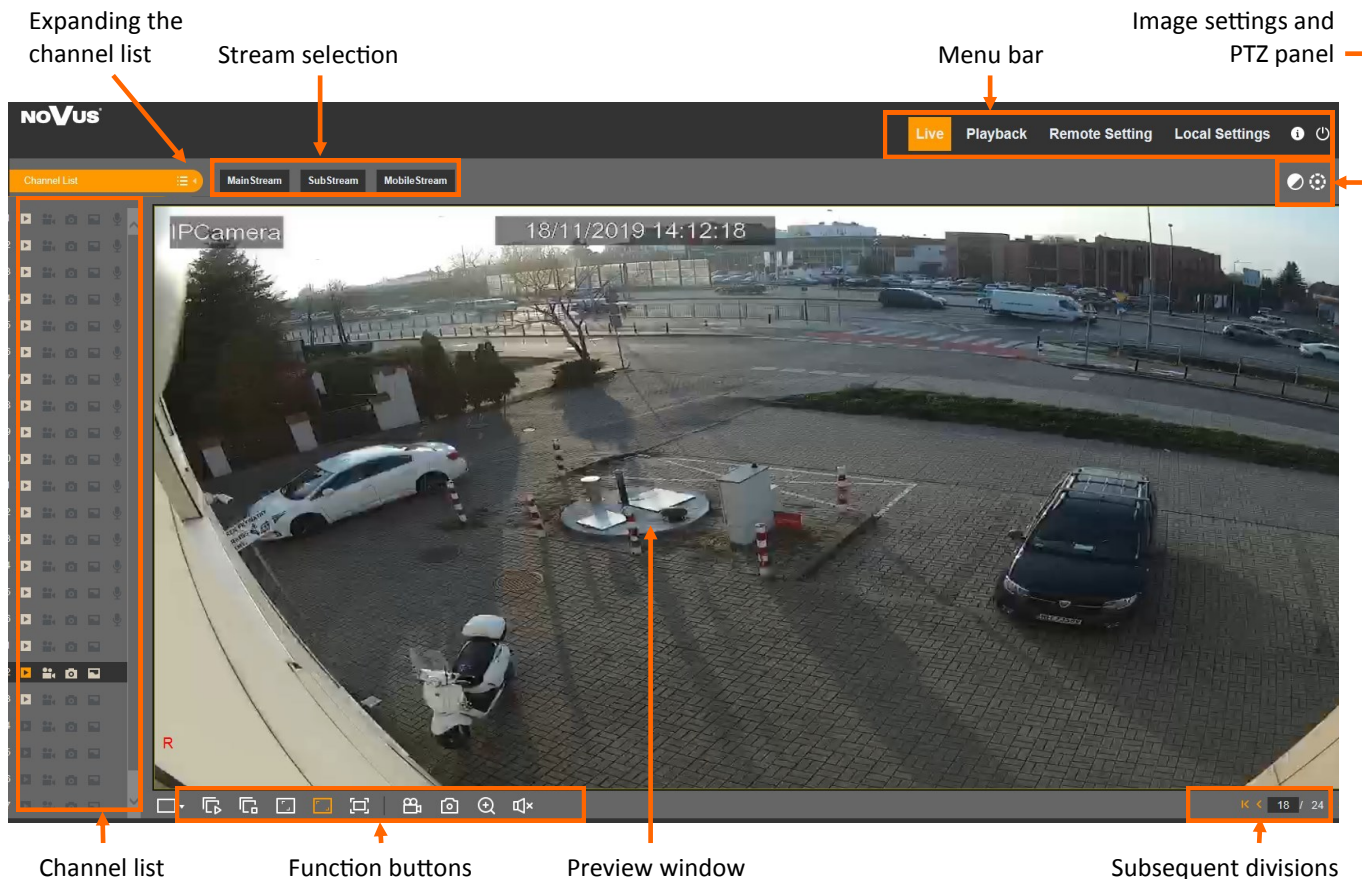 Expanding the
channel list
Stream selection
Menu bar
Image settings and
PTZ panel
NOVUS
Live Playback Remote Setting Local Settings
Channel List
MainStream SubStream MobileStream
IPCamera
18/11/2019 14:12:18
R
18 / 24
Channel list
Function buttons
Preview window
Subsequent divisions